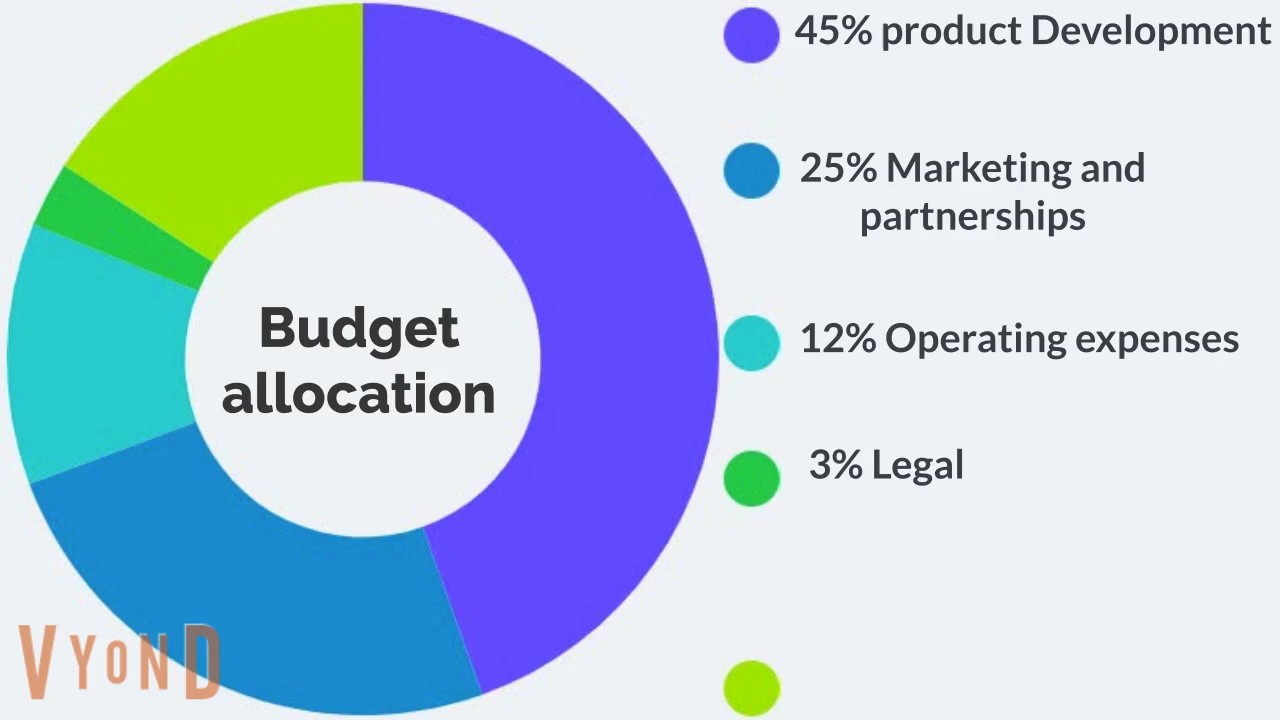 45% product Development
25% Marketing and
partnerships
12% Operating expenses
3% Legal
Budget
allocation
VYOND